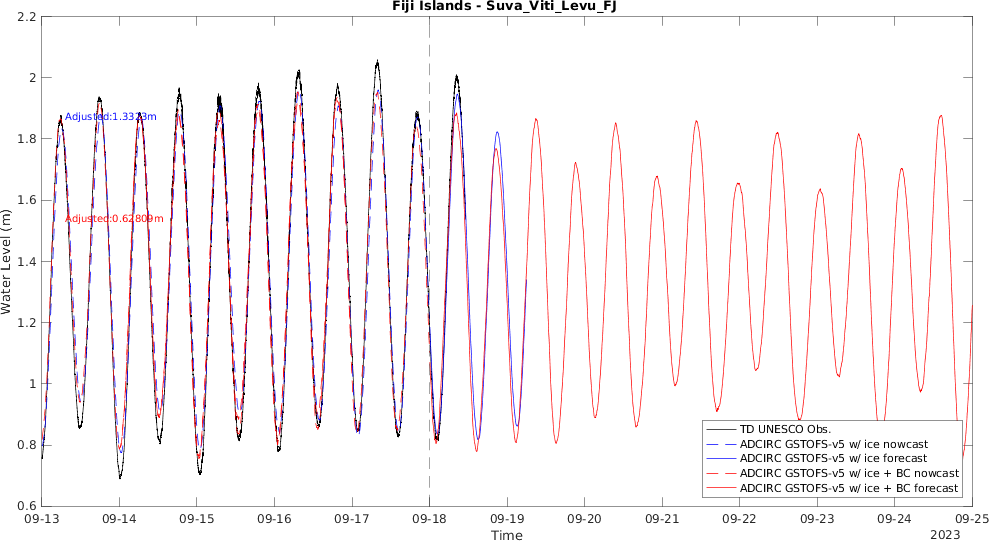 Fiji Islands - Suva_Viti_Levu_FJ
2.2
2
1.8
1.6
1.4
1.2
1
0.8
0.6
Water Level (m)
Adjusted:1.3323m
Adjusted:0.62809m
TD UNESCO Obs.
ADCIRC GSTOFS-v5 w/ ice nowcast
ADCIRC GSTOFS-v5 w/ ice forecast
ADCIRC GSTOFS-v5 w/ ice + BC nowcast
ADCIRC GSTOFS-v5 w/ ice + BC forecast
09-13 09-14 09-15 09-16 09-17 09-18 09-19 09-20 09-21 09-22 09-23 09-24 09-25
Time
2023